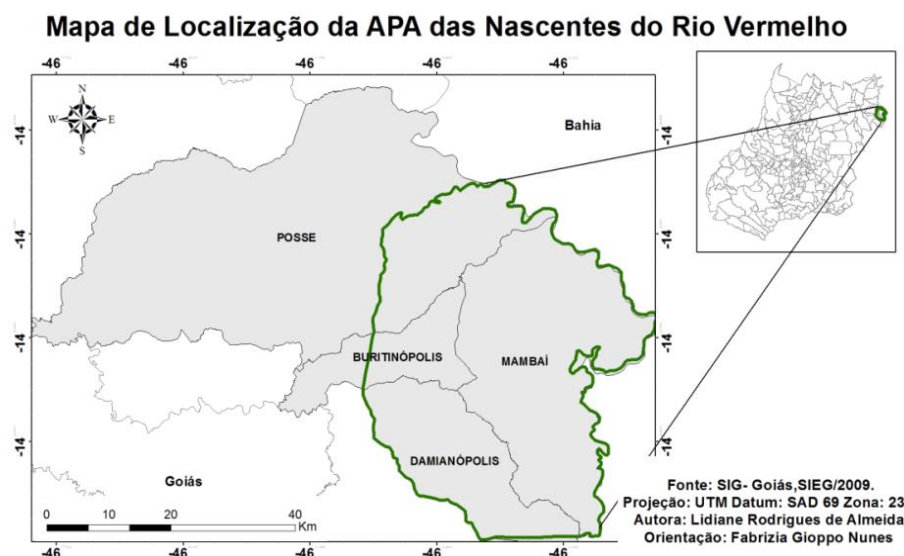 Mapa de Localização da APA das Nascentes do Rio Vermelho
-46 -46 -46 -46 -46
N
W E
S
Bahia
-14 -14
POSSE
-14 -14
-14 -14
BURITINÓPOLIS
MAMBAÍ
-14 -14
DAMIANÓPOLIS
Goiás
0 10 20 40
Km
-46 -46 -46 -46 -46
Fonte: SIG- Goiás,SIEG/2009.
Projeção: UTM Datum: SAD 69 Zona: 23
Autora: Lidiane Rodrigues de Almeida
Orientação: Fabrizia Gioppo Nunes